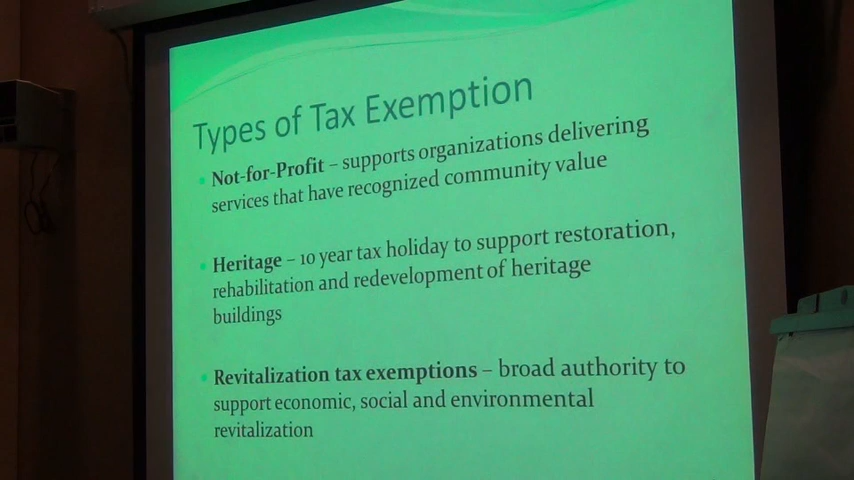 Types of Tax Exemption
Not-for-Profit – supports organizations delivering
services that have recognized community value
Heritage – 10 year tax holiday to support restoration,
rehabilitation and redevelopment of heritage
buildings
Revitalization tax exemptions – broad authority to
support economic, social and environmental
revitalization